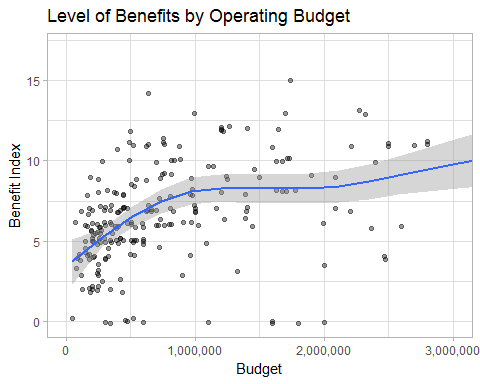 Level of Benefits by Operating Budget
15
10
5
0
Benefit Index
0
1,000,000
2,000,000
3,000,000
Budget